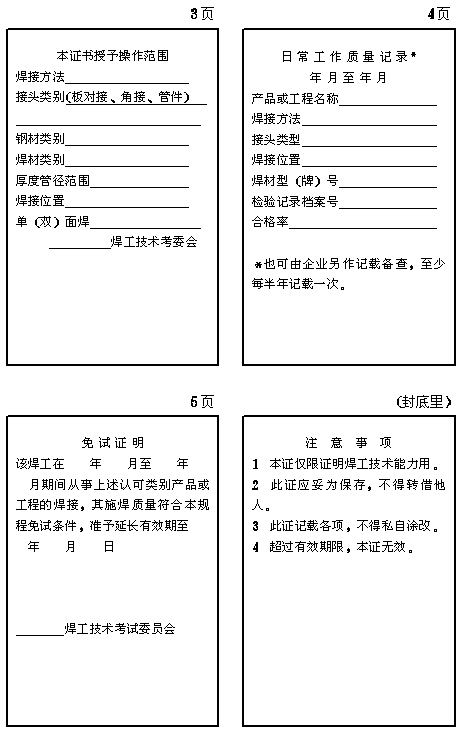 3页
本证书授予操作范围
焊接方法
接头类别(板对接、角接、管件)
钢材类别
焊材类别
厚度管径范围
焊接位置
单(双)面焊
焊工技术考委会
4页
日常工作质量记录*
年月至年月
产品或工程名称
焊接方法
接头类型
焊接位置
焊材型(牌)号
检验记录档案号
合格率
*也可由企业另作记载备查，至少
每半年记载一次。
5页
免试证明
该焊工在 年 月至 年
月期间从事上述认可类别产品或
工程的焊接，其施焊质量符合本规
程免试条件，准予延长有效期至
年 月 日
焊工技术考试委员会
(封底里)
注意事项
1 本证仅限证明焊工技术能力用。
2 此证应妥为保存，不得转借他
人。
3 此证记载各项，不得私自涂改。
4 超过有效期限，本证无效。